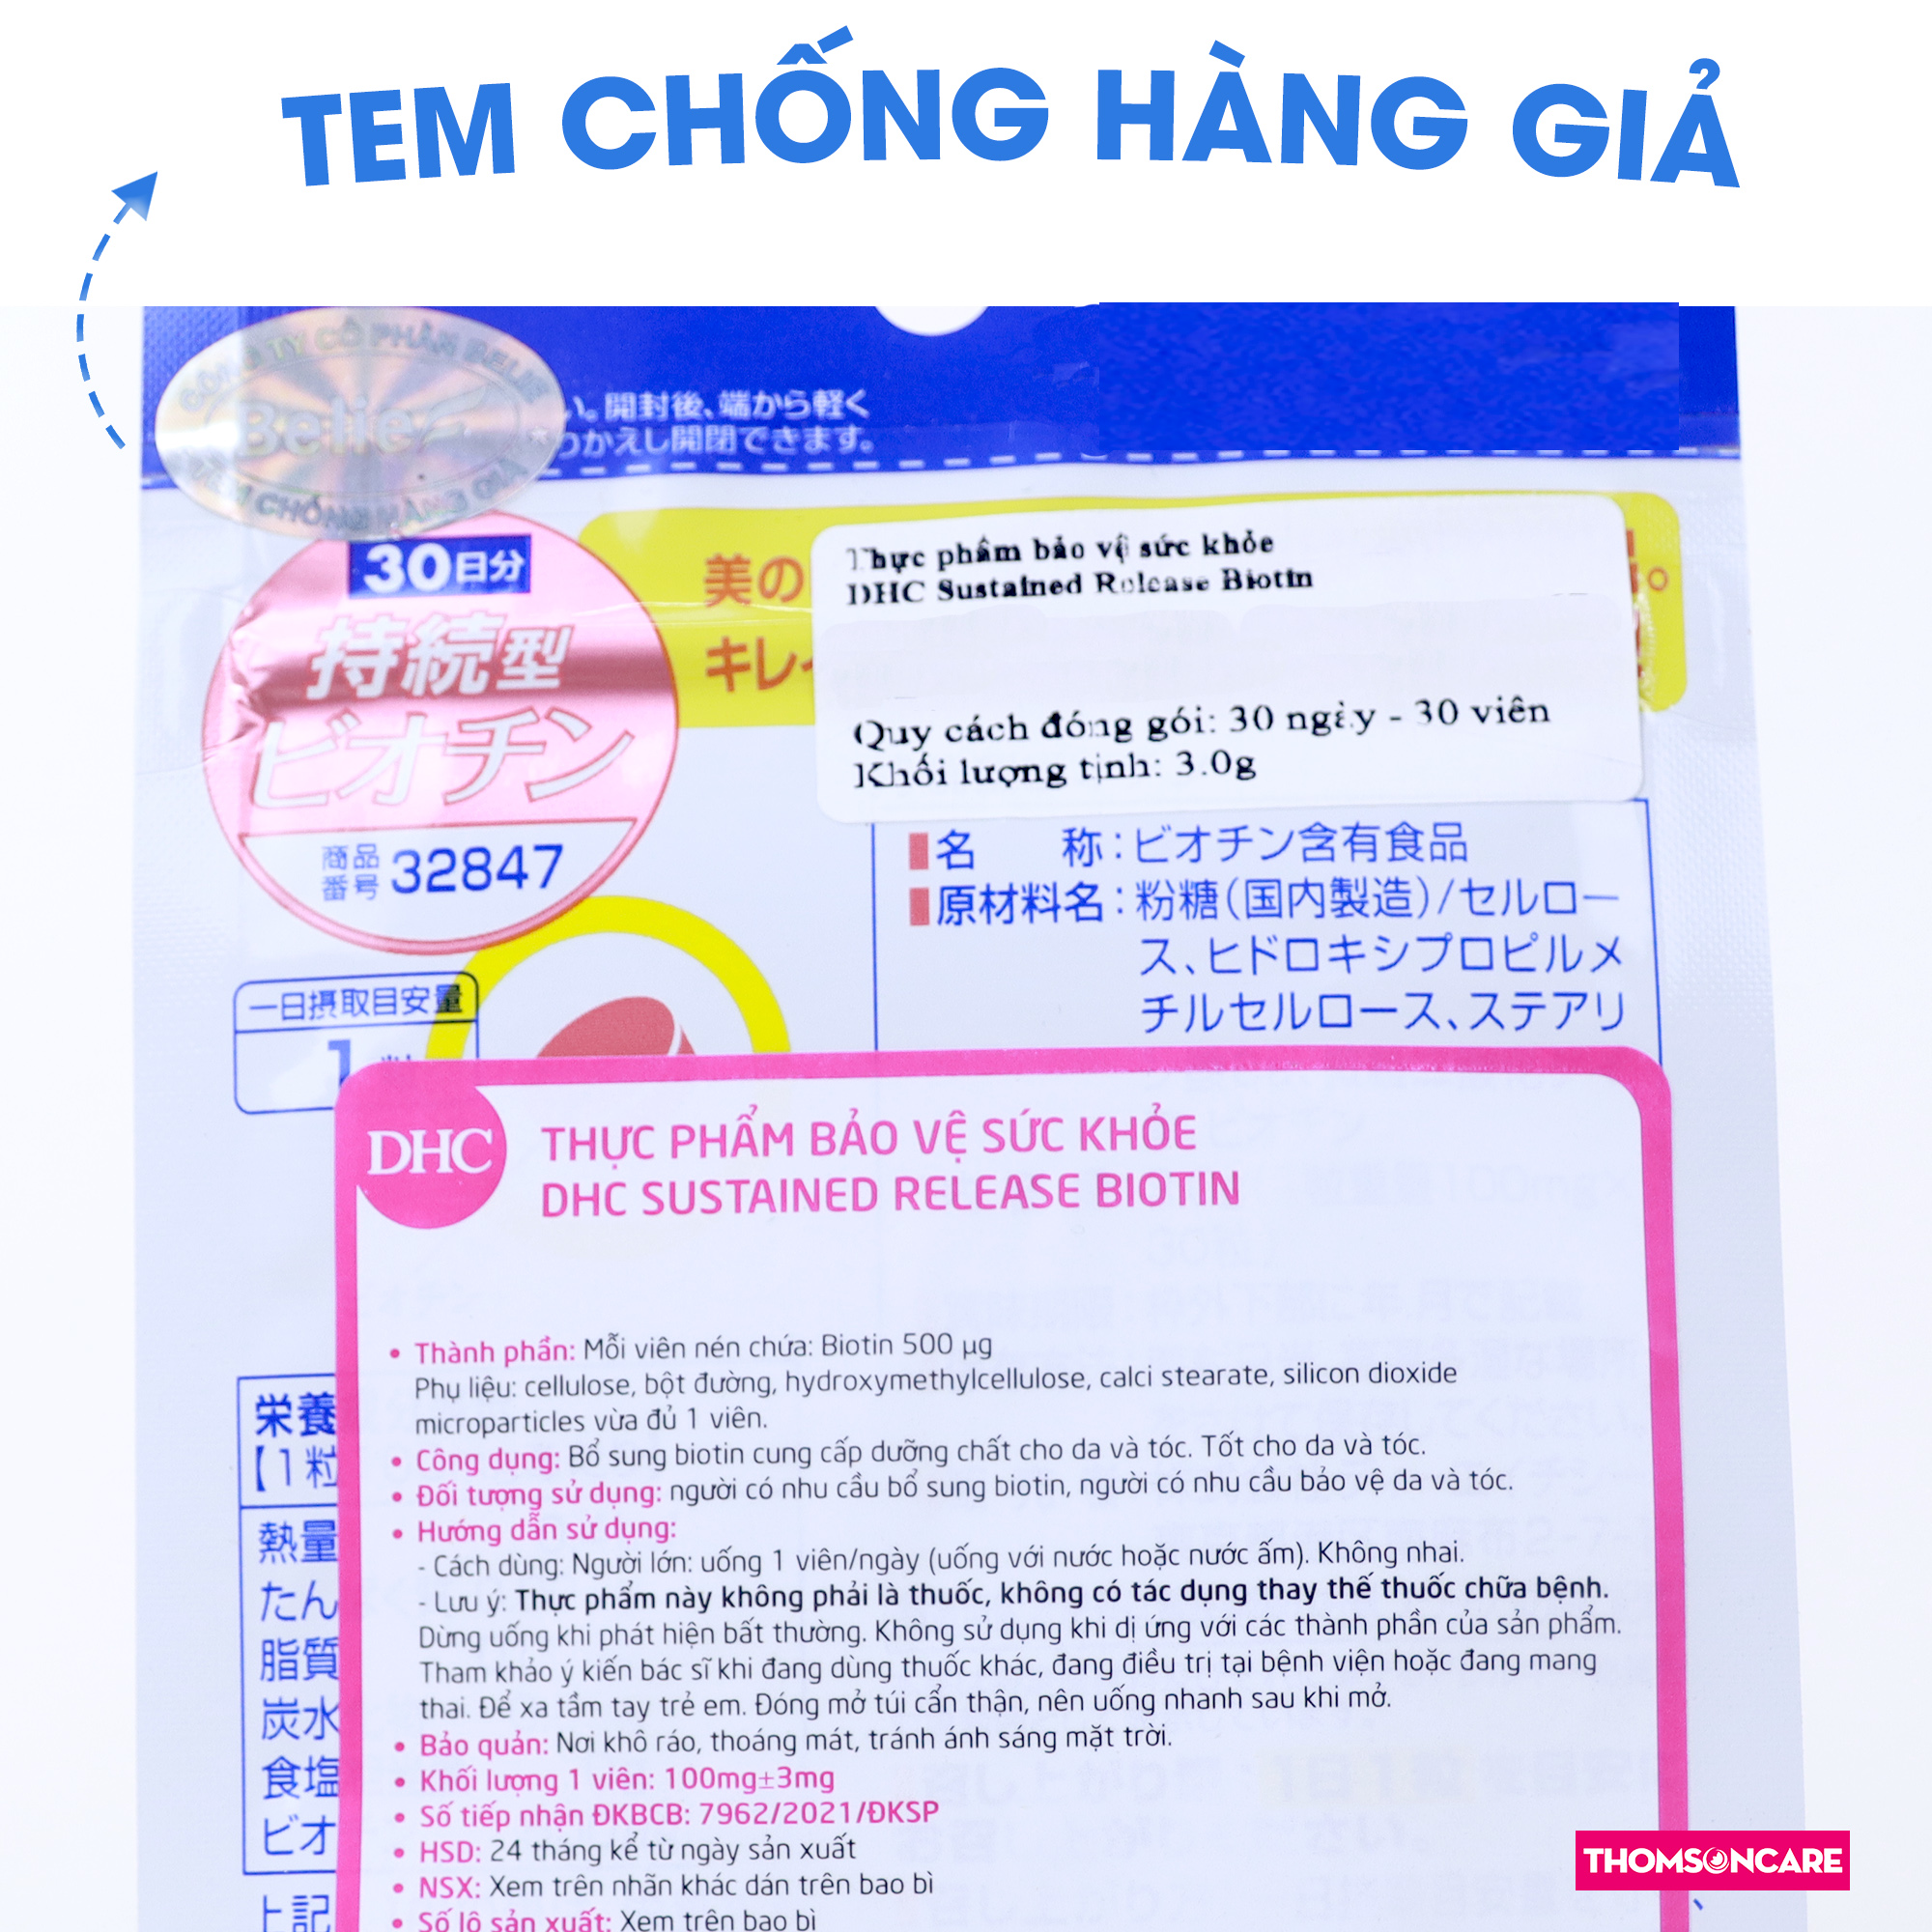 TEM CHỐNG HÀNG GIẢ
CÔNG TY CỔ PHẦN BELIE
Belie
TEM CHỐNG HÀNG GIẢ
い。開封後、端から軽く
かえし開閉できます。
30日分
持続型
ビオチン
商品番号 32847
美の
キレイ
Thực phẩm bảo vệ sức khỏe
DHC Sustained Release Biotin
Quy cách đóng gói: 30 ngày - 30 viên
Khối lượng tịnh: 3.0g
名 称：ビオチン含有食品
原材料名：粉糖(国内製造)/セルロー
ス、ヒドロキシプロピルメ
チルセルロース、ステアリ
一日摂取目安量
1
DHC
THỰC PHẨM BẢO VỆ SỨC KHỎE
DHC SUSTAINED RELEASE BIOTIN
• Thành phần: Mỗi viên nén chứa: Biotin 500 µg
Phụ liệu: cellulose, bột đường, hydroxymethylcellulose, calci stearate, silicon dioxide
microparticles vừa đủ 1 viên.
• Công dụng: Bổ sung biotin cung cấp dưỡng chất cho da và tóc. Tốt cho da và tóc.
• Đối tượng sử dụng: người có nhu cầu bổ sung biotin, người có nhu cầu bảo vệ da và tóc.
• Hướng dẫn sử dụng:
- Cách dùng: Người lớn: uống 1 viên/ngày (uống với nước hoặc nước ấm). Không nhai.
- Lưu ý: Thực phẩm này không phải là thuốc, không có tác dụng thay thế thuốc chữa bệnh.
Dừng uống khi phát hiện bất thường. Không sử dụng khi dị ứng với các thành phần của sản phẩm.
Tham khảo ý kiến bác sĩ khi đang dùng thuốc khác, đang điều trị tại bệnh viện hoặc đang mang
thai. Để xa tầm tay trẻ em. Đóng mở túi cẩn thận, nên uống nhanh sau khi mở.
• Bảo quản: Nơi khô ráo, thoáng mát, tránh ánh sáng mặt trời.
• Khối lượng 1 viên: 100mg±3mg
• Số tiếp nhận ĐKBCB: 7962/2021/ĐKSP
• HSD: 24 tháng kể từ ngày sản xuất
• NSX: Xem trên nhãn khác dán trên bao bì
• Số lô sản xuất: Xem trên bao bì
栄養
【1粒
熱量
たん
脂質
炭水
食塩
ビオ
上記
THOMSONCARE